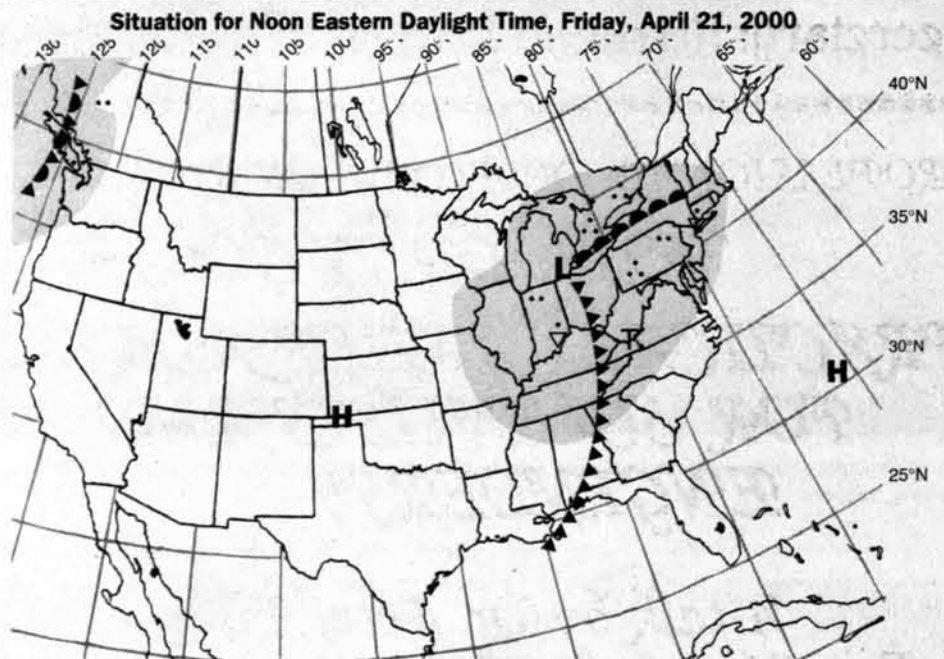 Situation for Noon Eastern Daylight Time, Friday, April 21, 2000
130 125 120 115 110 105 100 95 90 85° 80° 75° 70° 65° 60°
40°N
35°N
L
30°N
H
H
25°N